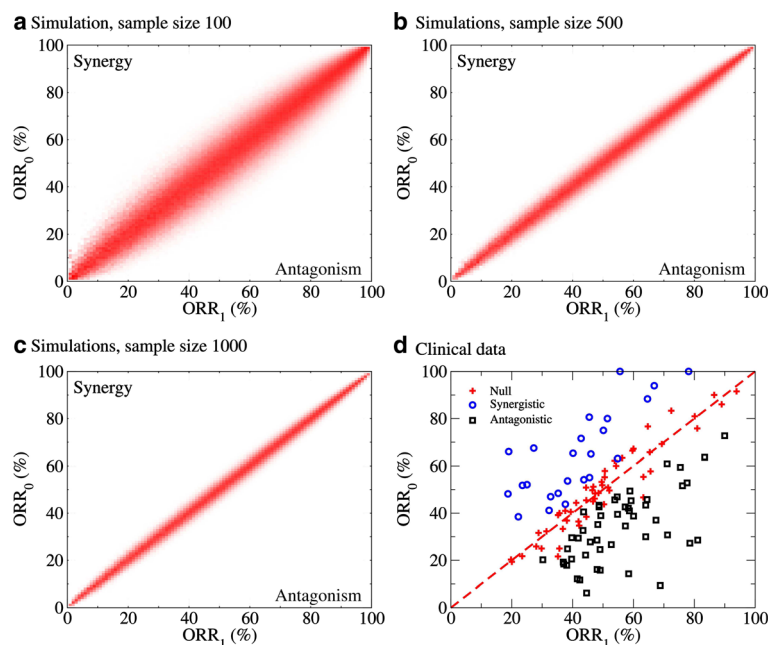 a Simulation, sample size 100
100
80
60
40
20
0
ORR0 (%)
Synergy
Antagonism
0 20 40 60 80 100
ORR1 (%)
b Simulations, sample size 500
100
80
60
40
20
0
ORR0 (%)
Synergy
Antagonism
0 20 40 60 80 100
ORR1 (%)
c Simulations, sample size 1000
100
80
60
40
20
0
ORR0 (%)
Synergy
Antagonism
0 20 40 60 80 100
ORR1 (%)
d Clinical data
100
80
60
40
20
0
ORR0 (%)
Null
Synergistic
Antagonistic
0 20 40 60 80 100
ORR1 (%)